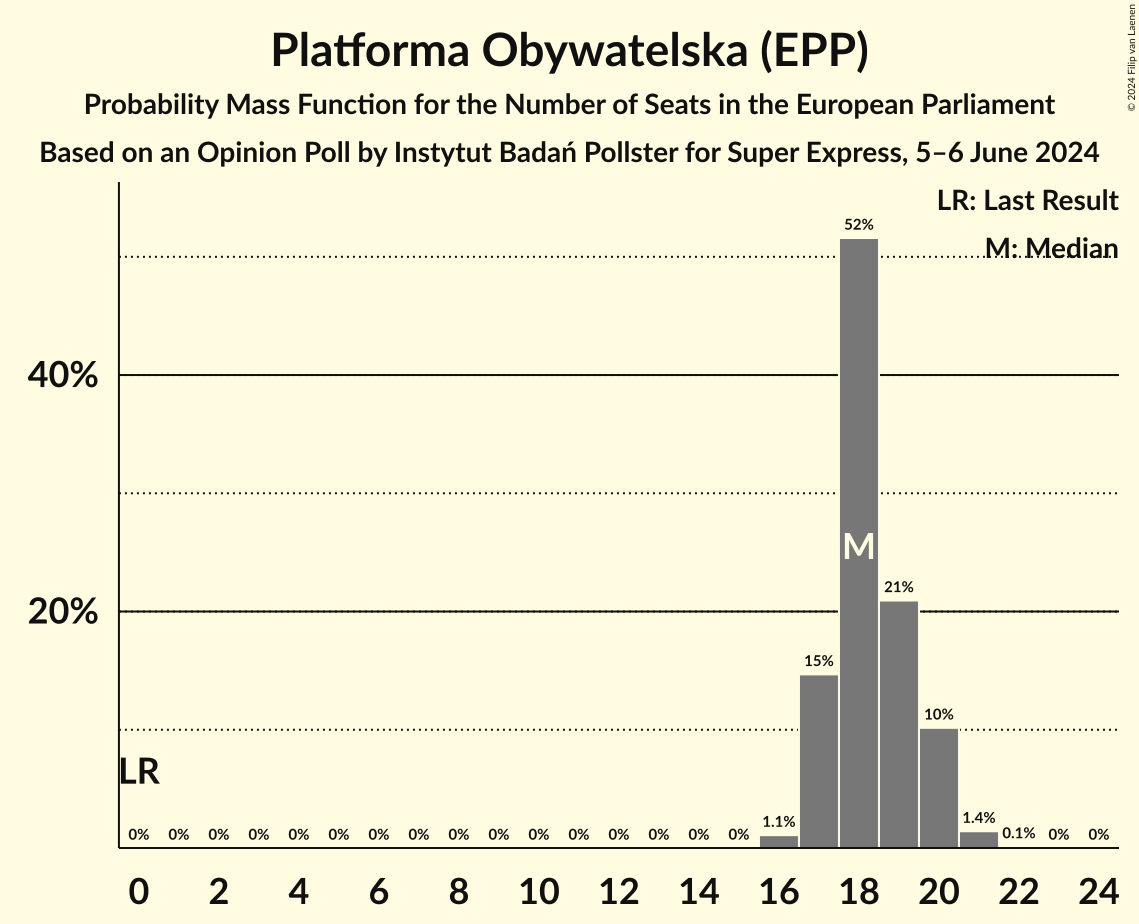 Platforma Obywatelska (EPP)
Probability Mass Function for the Number of Seats in the European Parliament
Based on an Opinion Poll by Instytut Badań Pollster for Super Express, 5–6 June 2024
© 2024 Filip van Laenen
LR: Last Result
M: Median
52%
40%
M
21%
20%
15%
10%
LR
0% 0% 0% 0% 0% 0% 0% 0% 0% 0% 0% 0% 0% 0% 0% 0% 1.1% 1.4% 0.1% 0% 0%
0 2 4 6 8 10 12 14 16 18 20 22 24